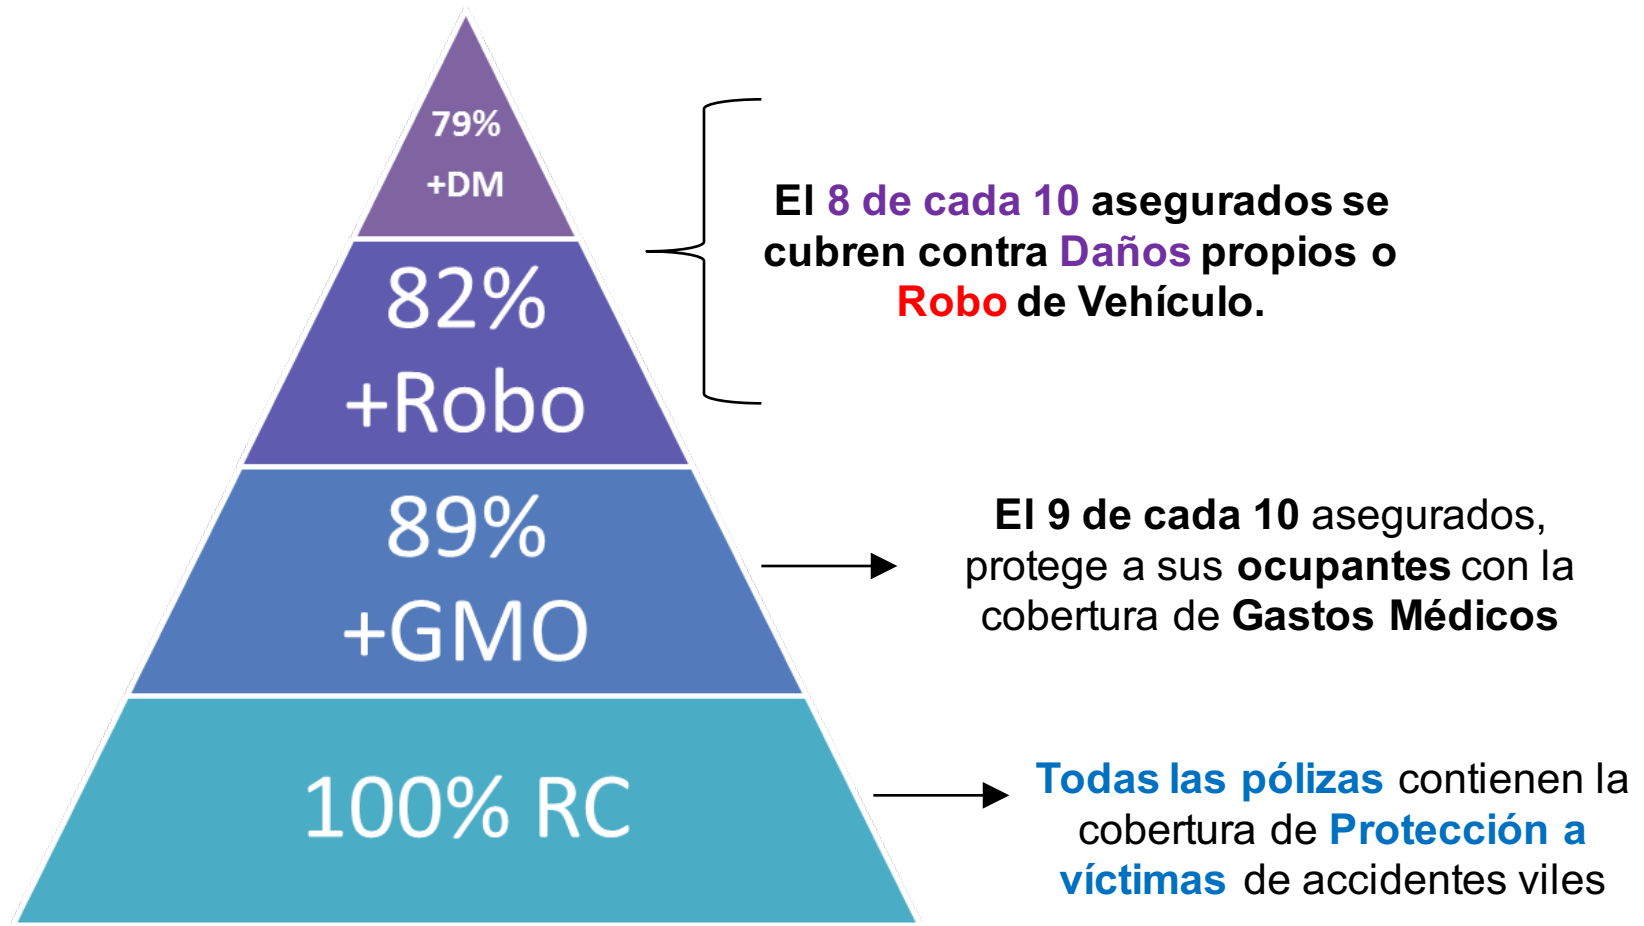 79%
+DM
El 8 de cada 10 asegurados se
cubren contra Daños propios o
Robo de Vehículo.
82%
+Robo
89%
+GMO
El 9 de cada 10 asegurados,
protege a sus ocupantes con la
cobertura de Gastos Médicos
100% RC
Todas las pólizas contienen la
cobertura de Protección a
víctimas de accidentes viles